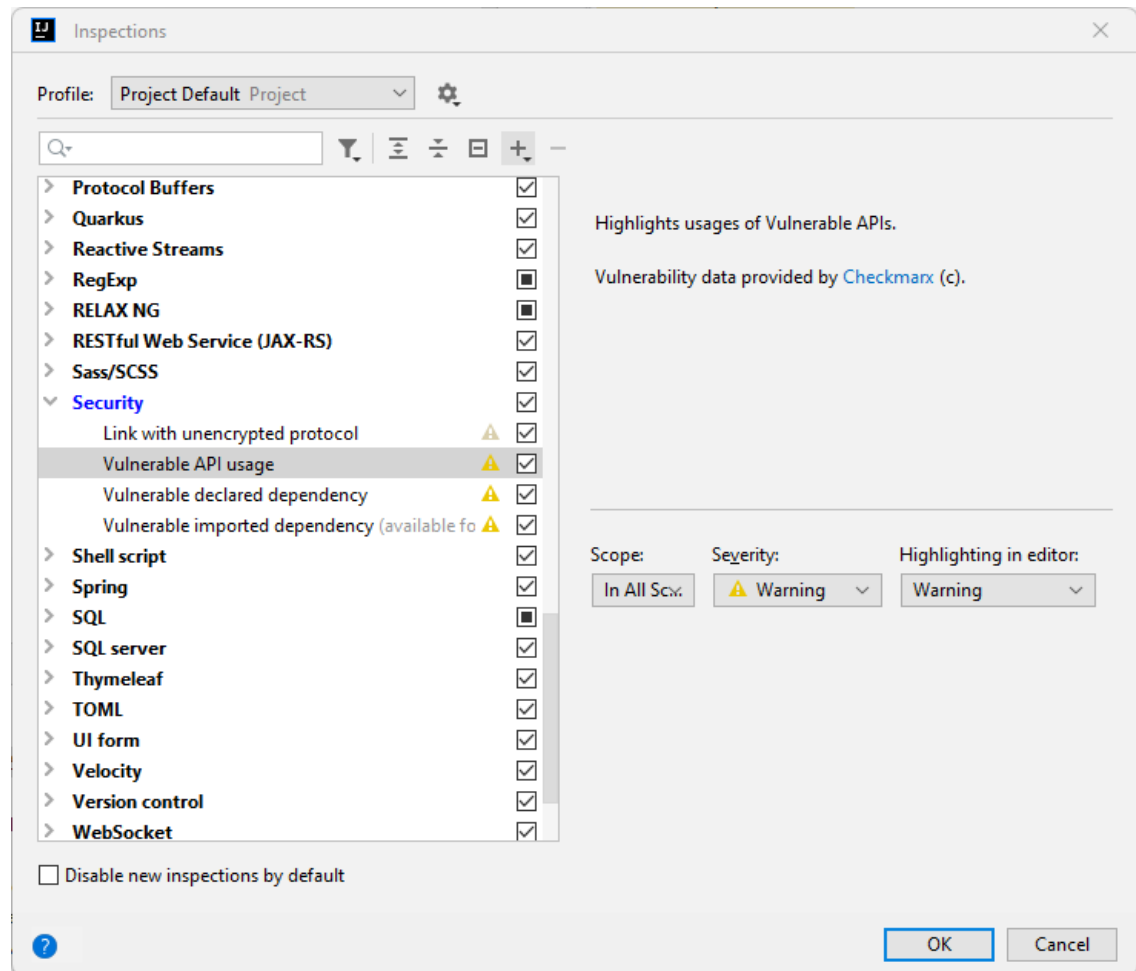 IJ Inspections
Profile: Project Default Project
Protocol Buffers
Quarkus
Reactive Streams
RegExp
RELAX NG
RESTful Web Service (JAX-RS)
Sass/SCSS
Security
Link with unencrypted protocol
Vulnerable API usage
Vulnerable declared dependency
Vulnerable imported dependency (available fo
Shell script
Spring
SQL
SQL server
Thymeleaf
TOML
UI form
Velocity
Version control
WebSocket
Highlights usages of Vulnerable APIs.
Vulnerability data provided by Checkmarx (c).
Scope: Severity: Highlighting in editor:
In All Sc Warning Warning
Disable new inspections by default
? OK Cancel